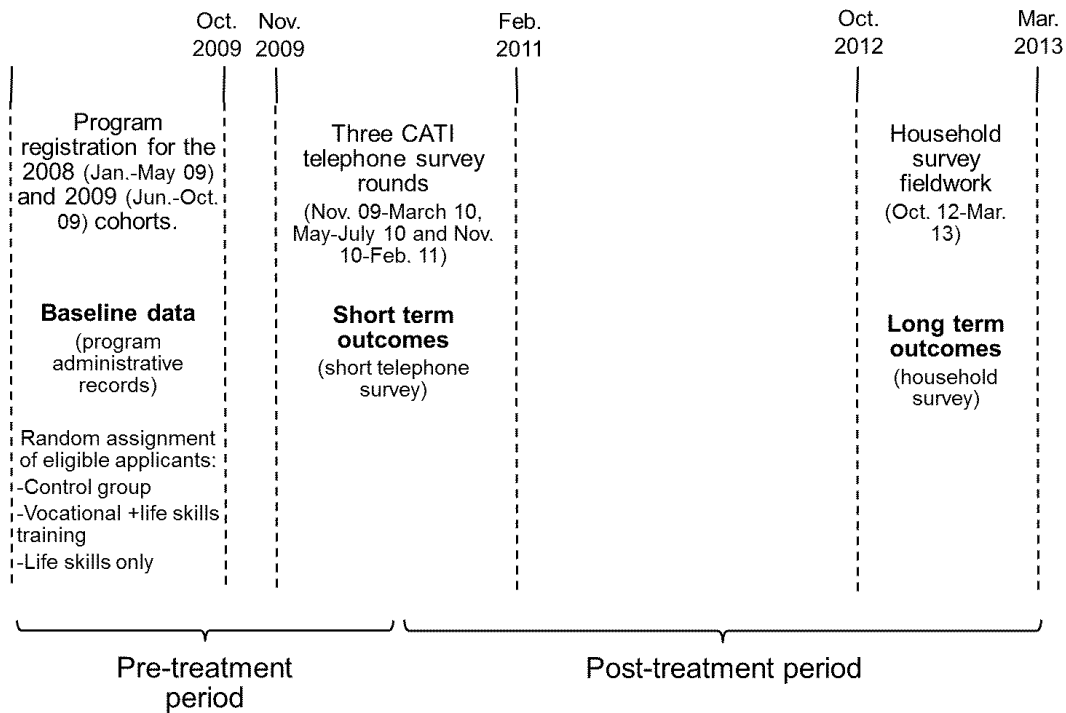 Oct.
2009
Nov.
2009
Feb.
2011
Oct.
2012
Mar.
2013
Program
registration for the
2008 (Jan.-May 09)
and 2009 (Jun.-Oct.
09) cohorts.
Baseline data
(program
administrative
records)
Random assignment
of eligible applicants:
-Control group
-Vocational +life skills
training
-Life skills only
Three CATI
telephone survey
rounds
(Nov. 09-March 10,
May-July 10 and Nov.
10-Feb. 11)
Short term
outcomes
(short telephone
survey)
Household
survey
fieldwork
(Oct. 12-Mar.
13)
Long term
outcomes
(household
survey)
Pre-treatment
period
Post-treatment period